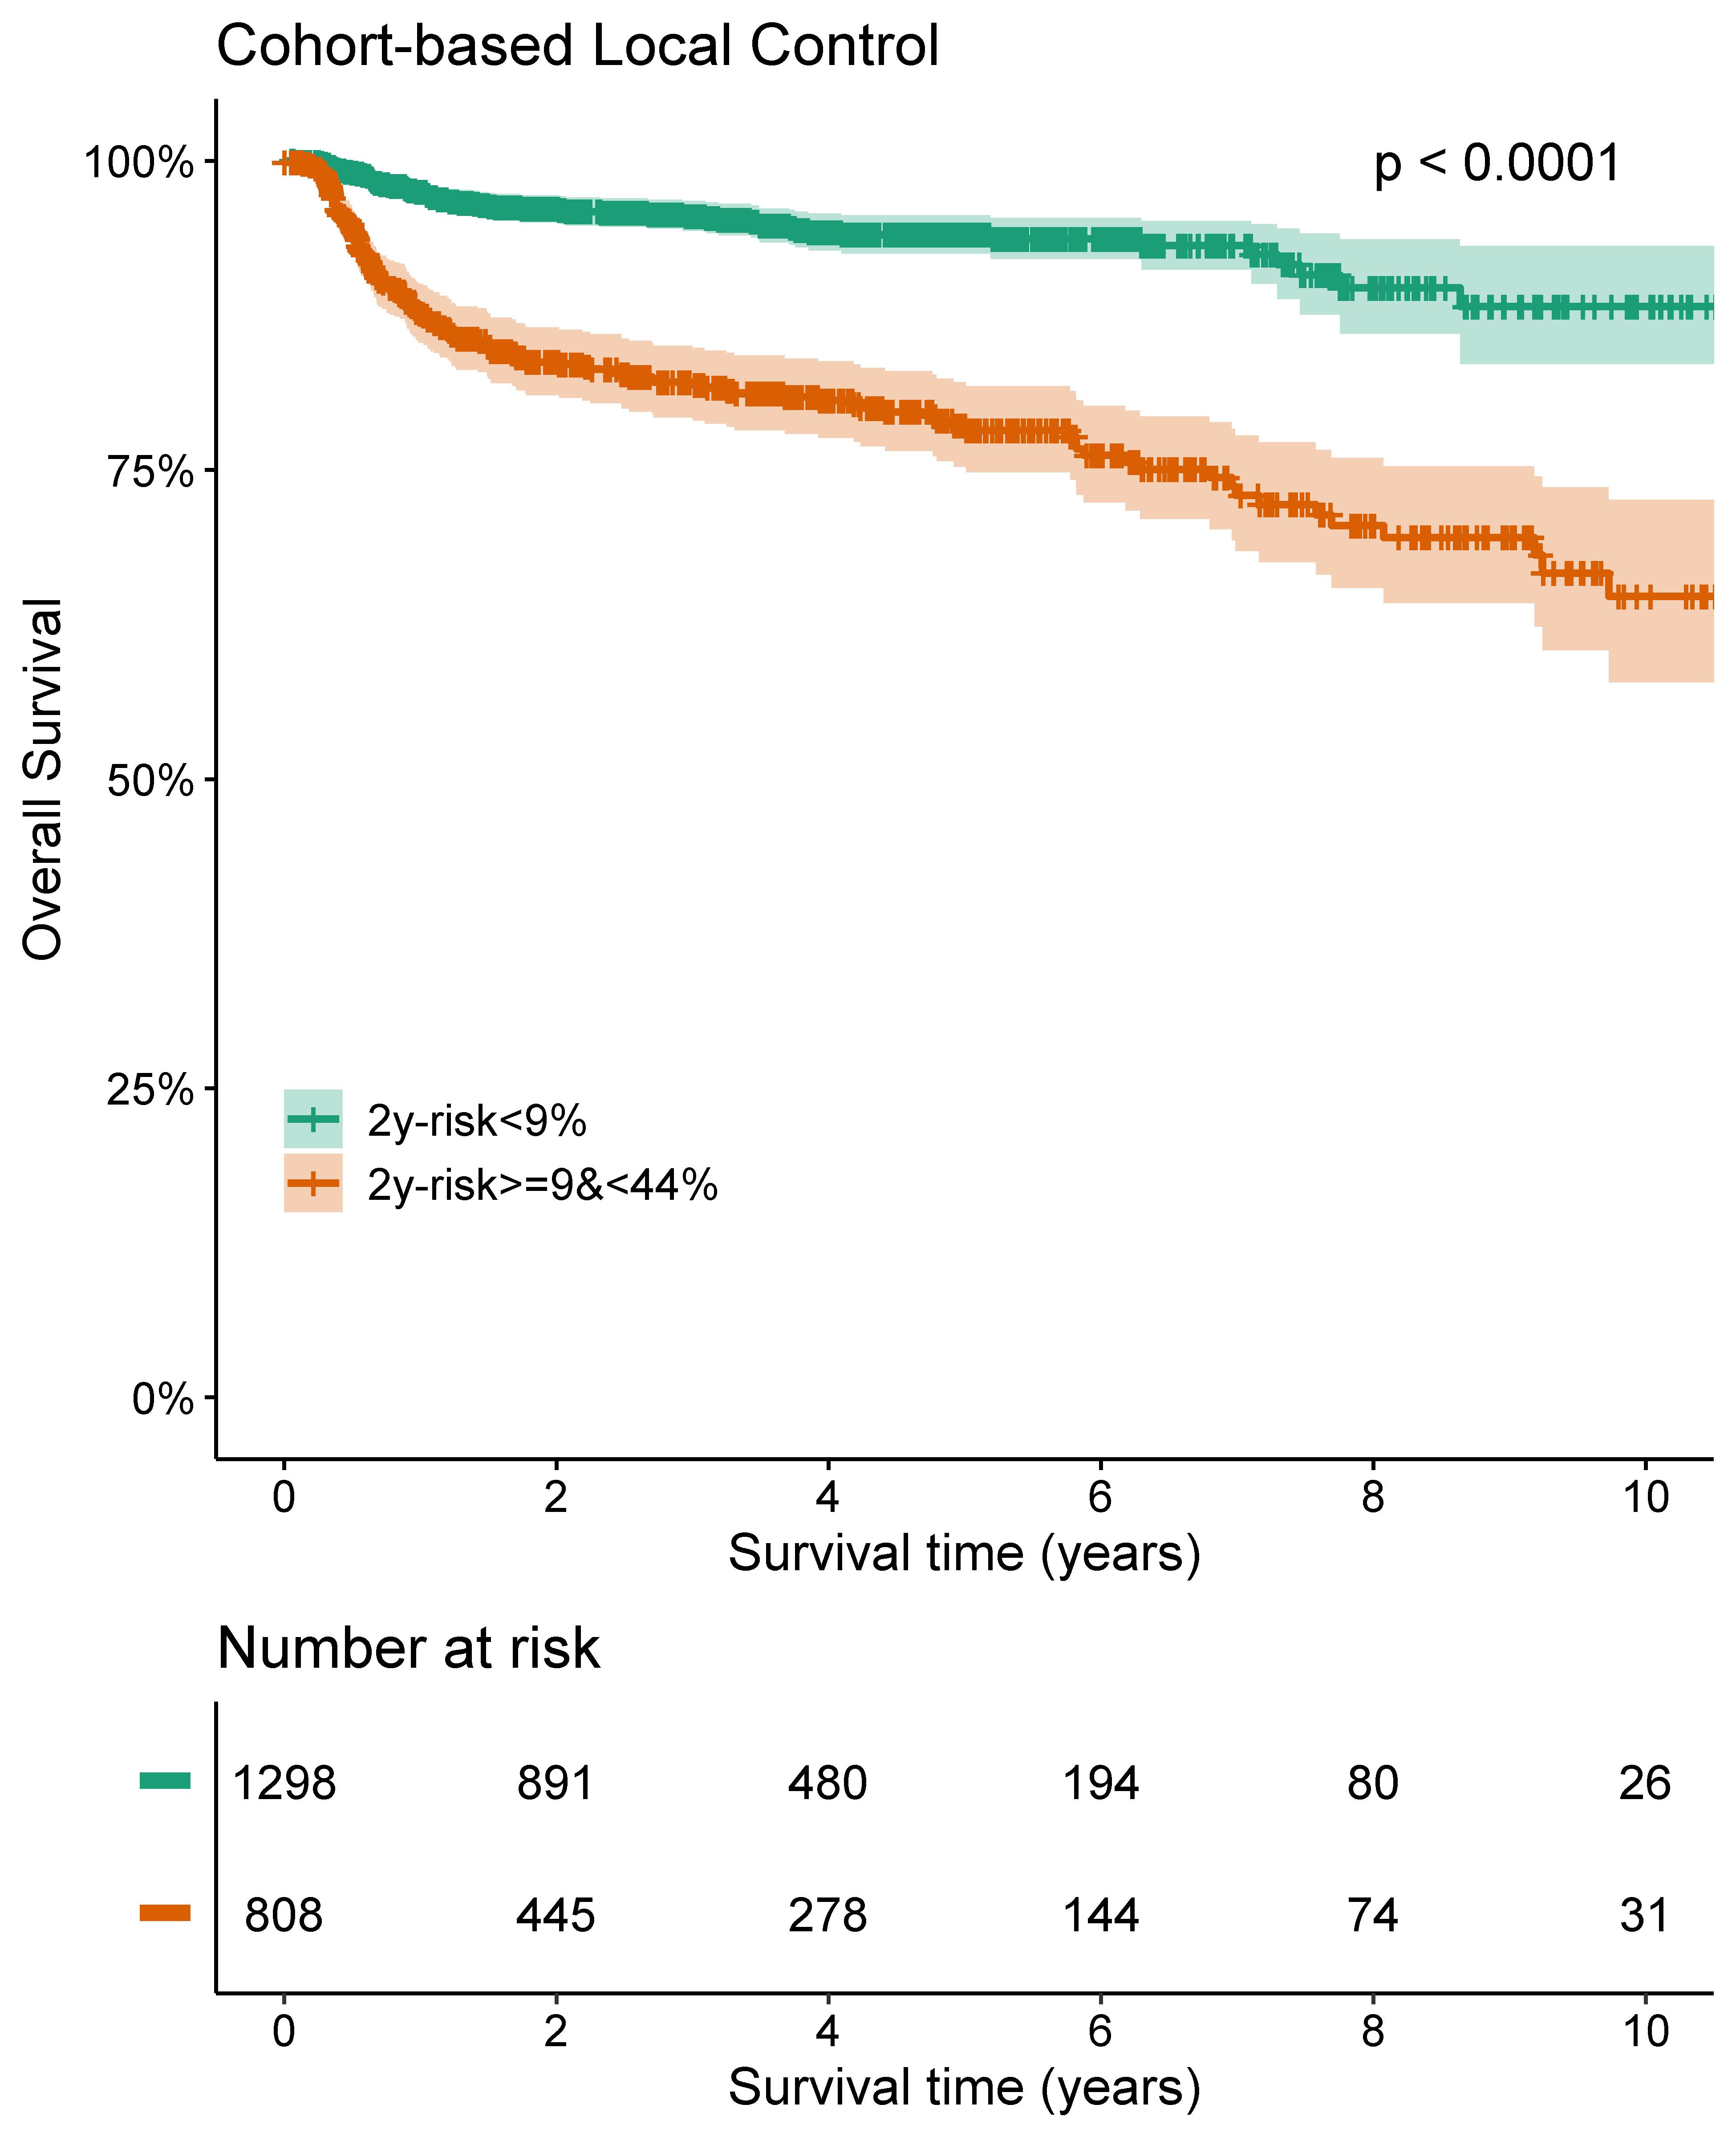 Cohort-based Local Control
p < 0.0001
100%
75%
50%
25%
0%
Overall Survival
2y-risk<9%
2y-risk>=9&<44%
0 2 4 6 8 10
Survival time (years)
Number at risk
1298 891 480 194 80 26
808 445 278 144 74 31
0 2 4 6 8 10
Survival time (years)